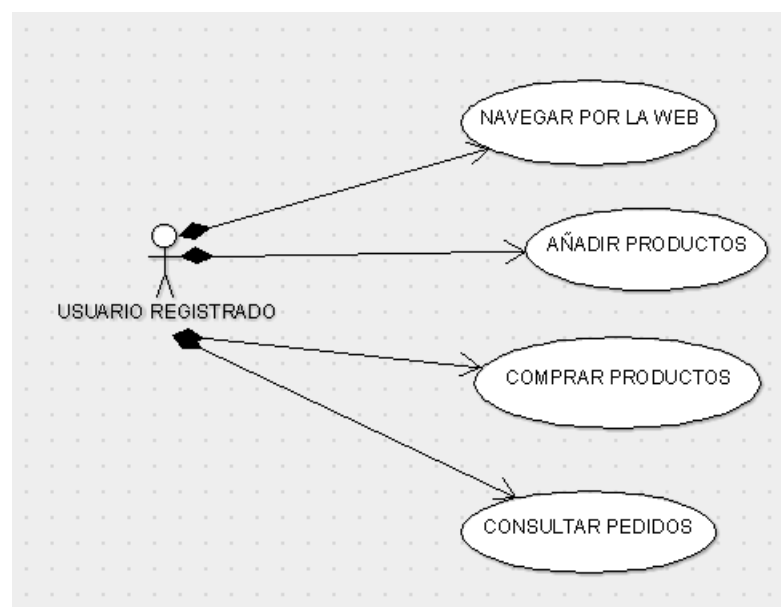 NAVEGAR POR LA WEB
AÑADIR PRODUCTOS
USUARIO REGISTRADO
COMPRAR PRODUCTOS
CONSULTAR PEDIDOS